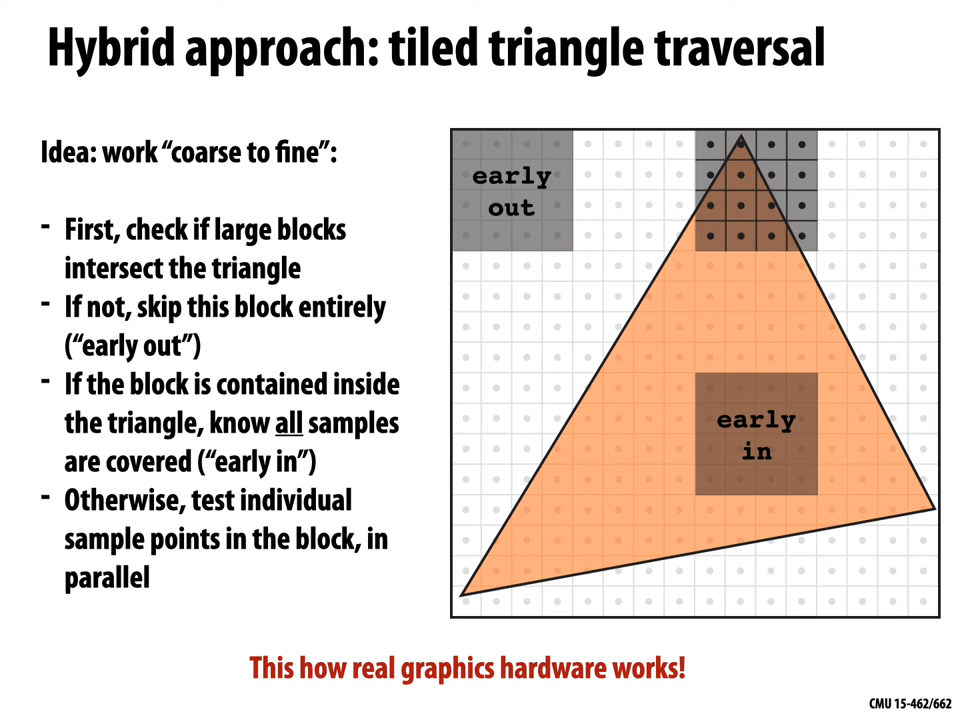 Hybrid approach: tiled triangle traversal
Idea: work “coarse to fine”:
- First, check if large blocks
intersect the triangle
- If not, skip this block entirely
(“early out”)
- If the block is contained inside
the triangle, know all samples
are covered (“early in”)
- Otherwise, test individual
sample points in the block, in
parallel
early
out
early
in
This how real graphics hardware works!
CMU 15-462/662